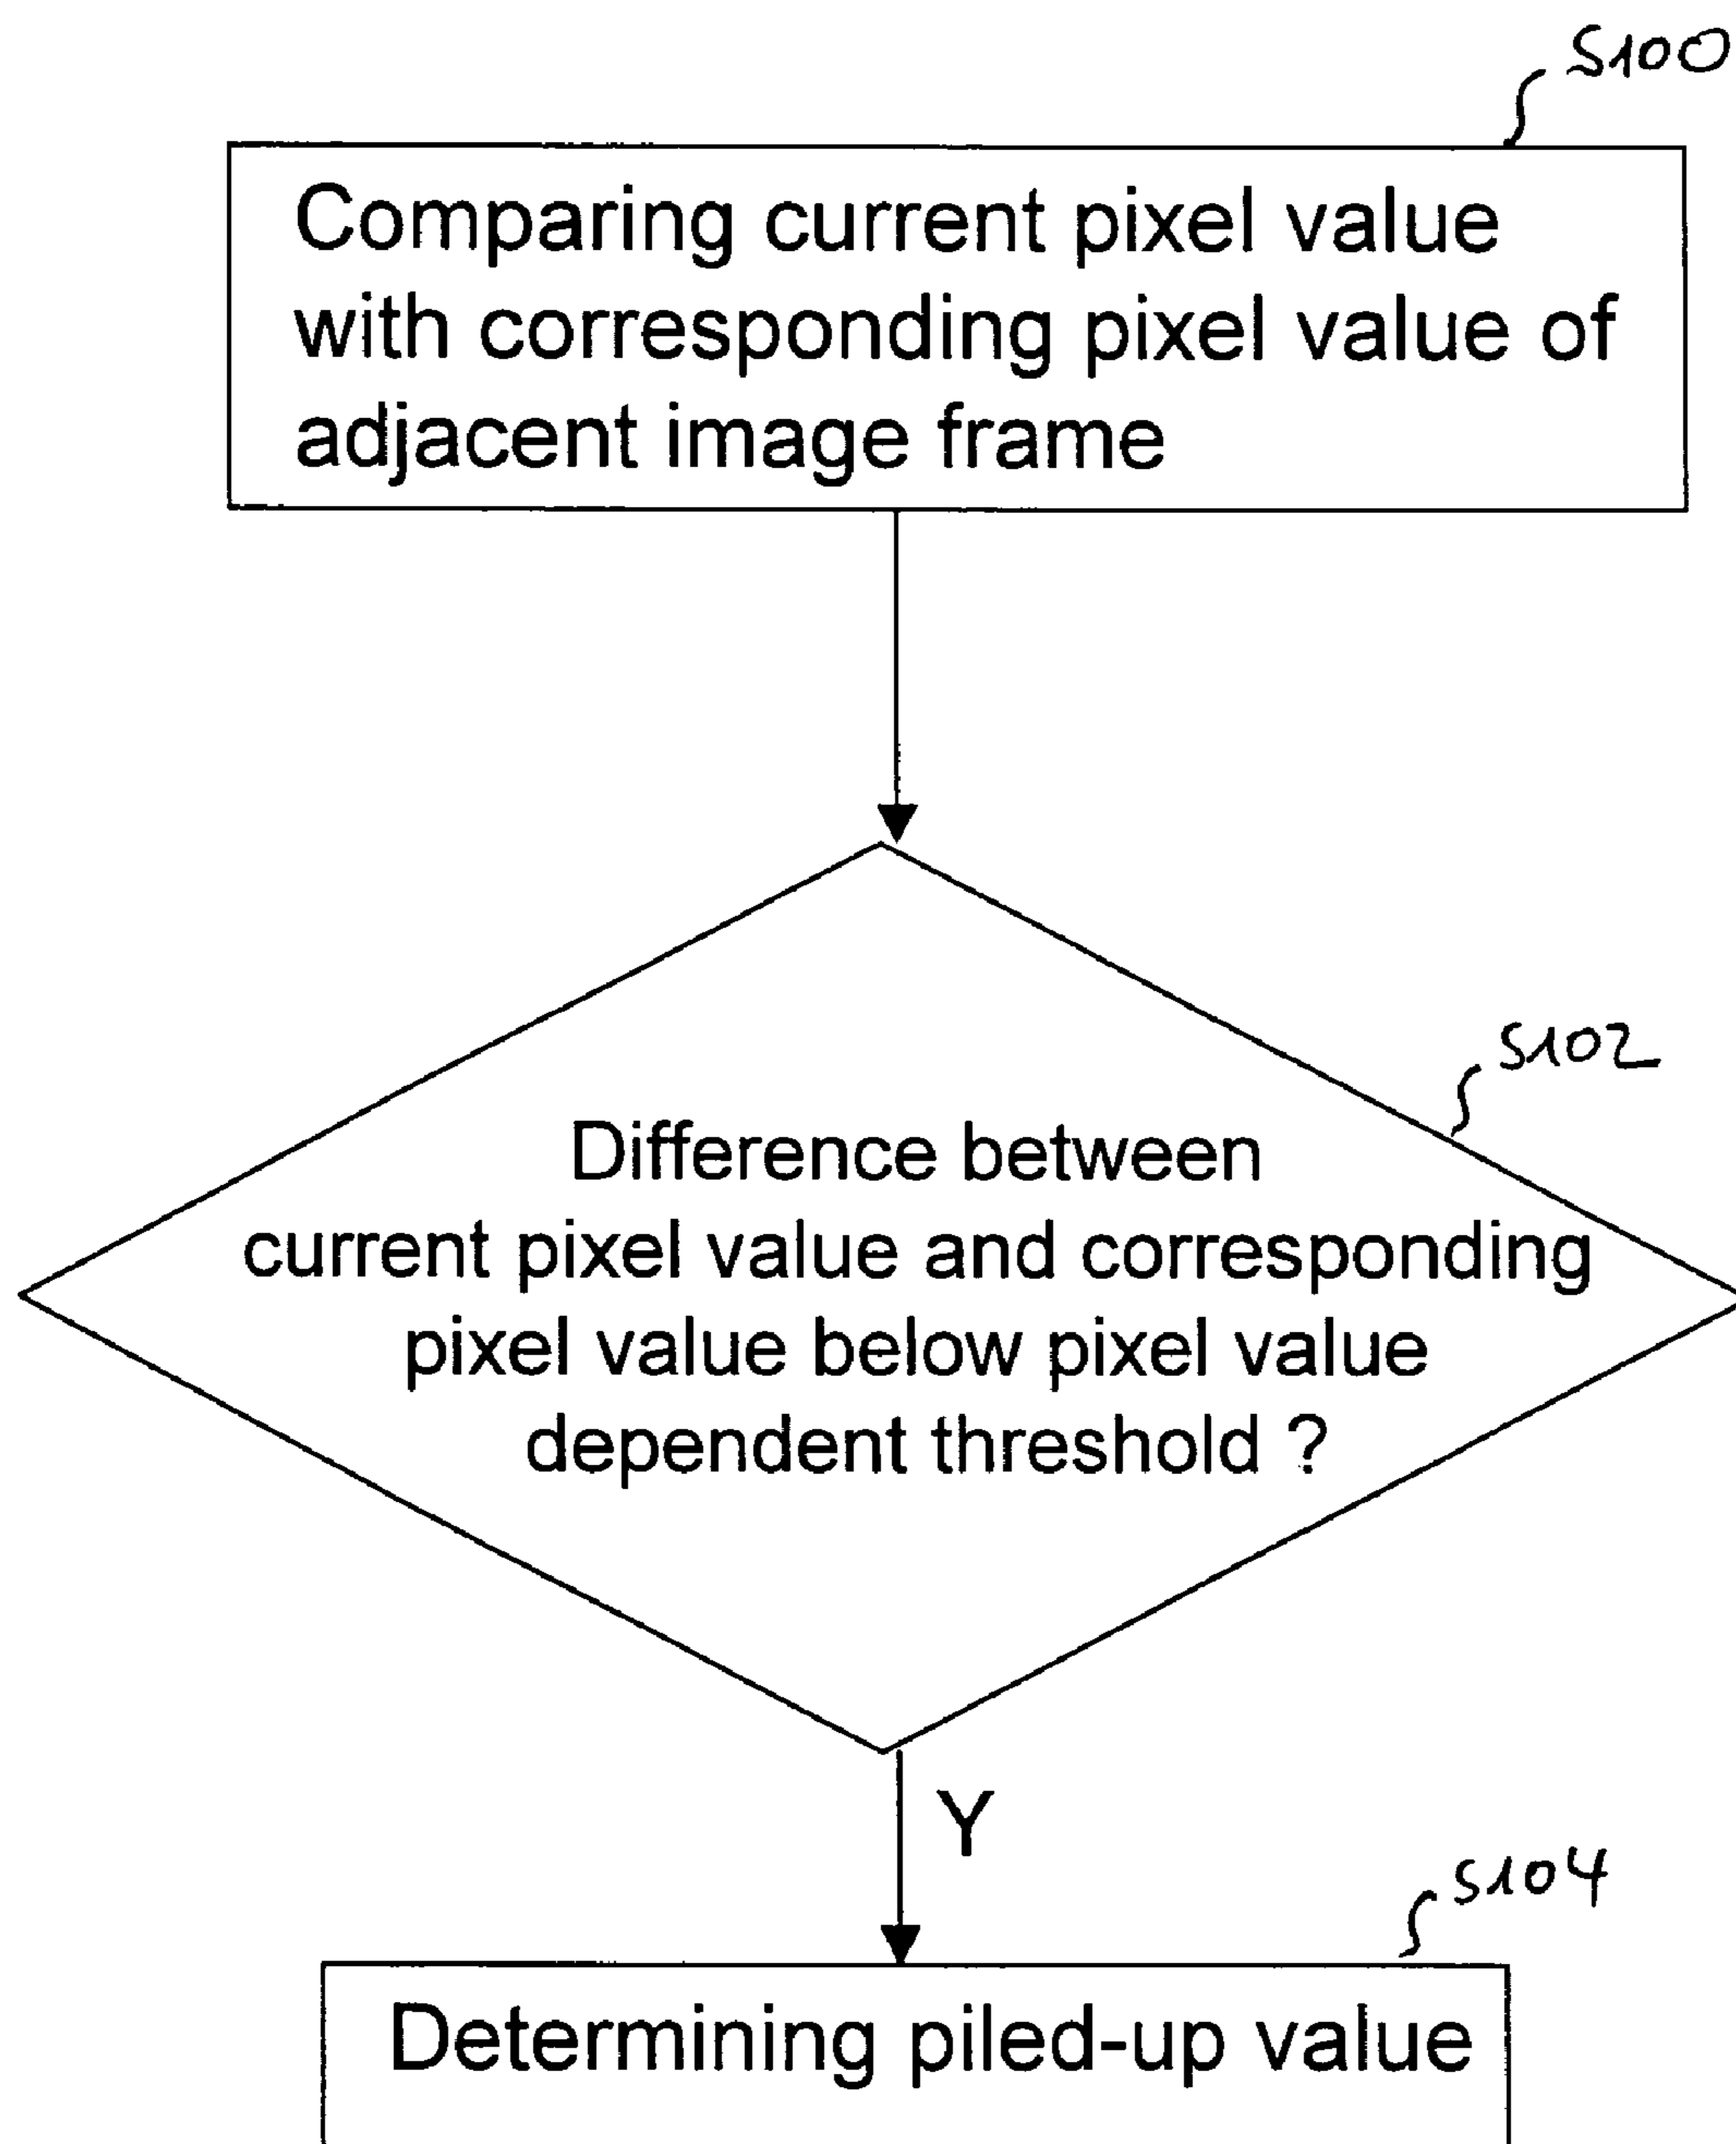 S100
Comparing current pixel value
with corresponding pixel value of
adjacent image frame
S102
Difference between
current pixel value and corresponding
pixel value below pixel value
dependent threshold ?
Y
S104
Determining piled-up value